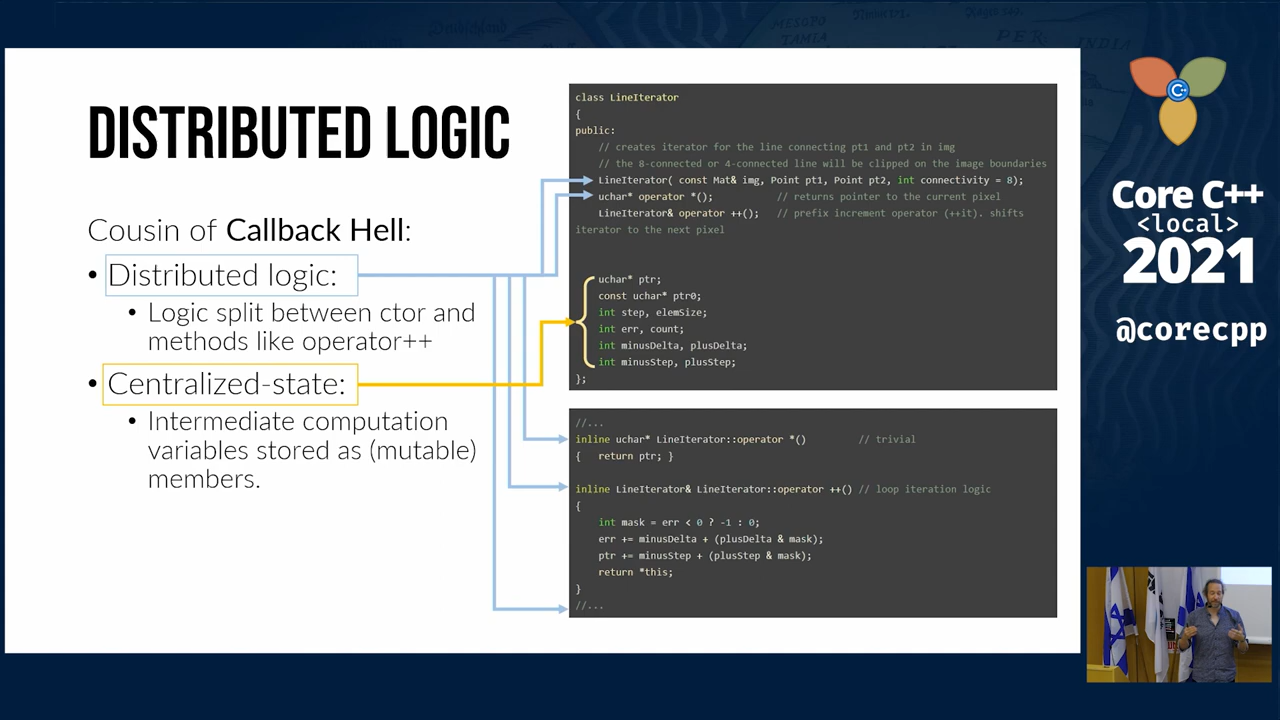 MESOPO
TAMIA
PER
INDIA
DISTRIBUTED LOGIC
Cousin of Callback Hell:
• Distributed logic:
• Logic split between ctor and
methods like operator++
• Centralized-state:
• Intermediate computation
variables stored as (mutable)
members.
class LineIterator
{
public:
// creates iterator for the line connecting pt1 and pt2 in img
// the 8-connected or 4-connected line will be clipped on the image boundaries
LineIterator( const Mat& img, Point pt1, Point pt2, int connectivity = 8);
uchar* operator *(); // returns pointer to the current pixel
LineIterator& operator ++(); // prefix increment operator (++it). shifts
iterator to the next pixel
uchar* ptr;
const uchar* ptr0;
int step, elemSize;
int err, count;
int minusDelta, plusDelta;
int minusStep, plusStep;
};
//...
inline uchar* LineIterator::operator *() // trivial
{ return ptr; }
inline LineIterator& LineIterator::operator ++() // loop iteration logic
{
int mask = err < 0 ? -1 : 0;
err += minusDelta + (plusDelta & mask);
ptr += minusStep + (plusStep & mask);
return *this;
}
//...
C++
Core C++
<local>
2021
@corecpp